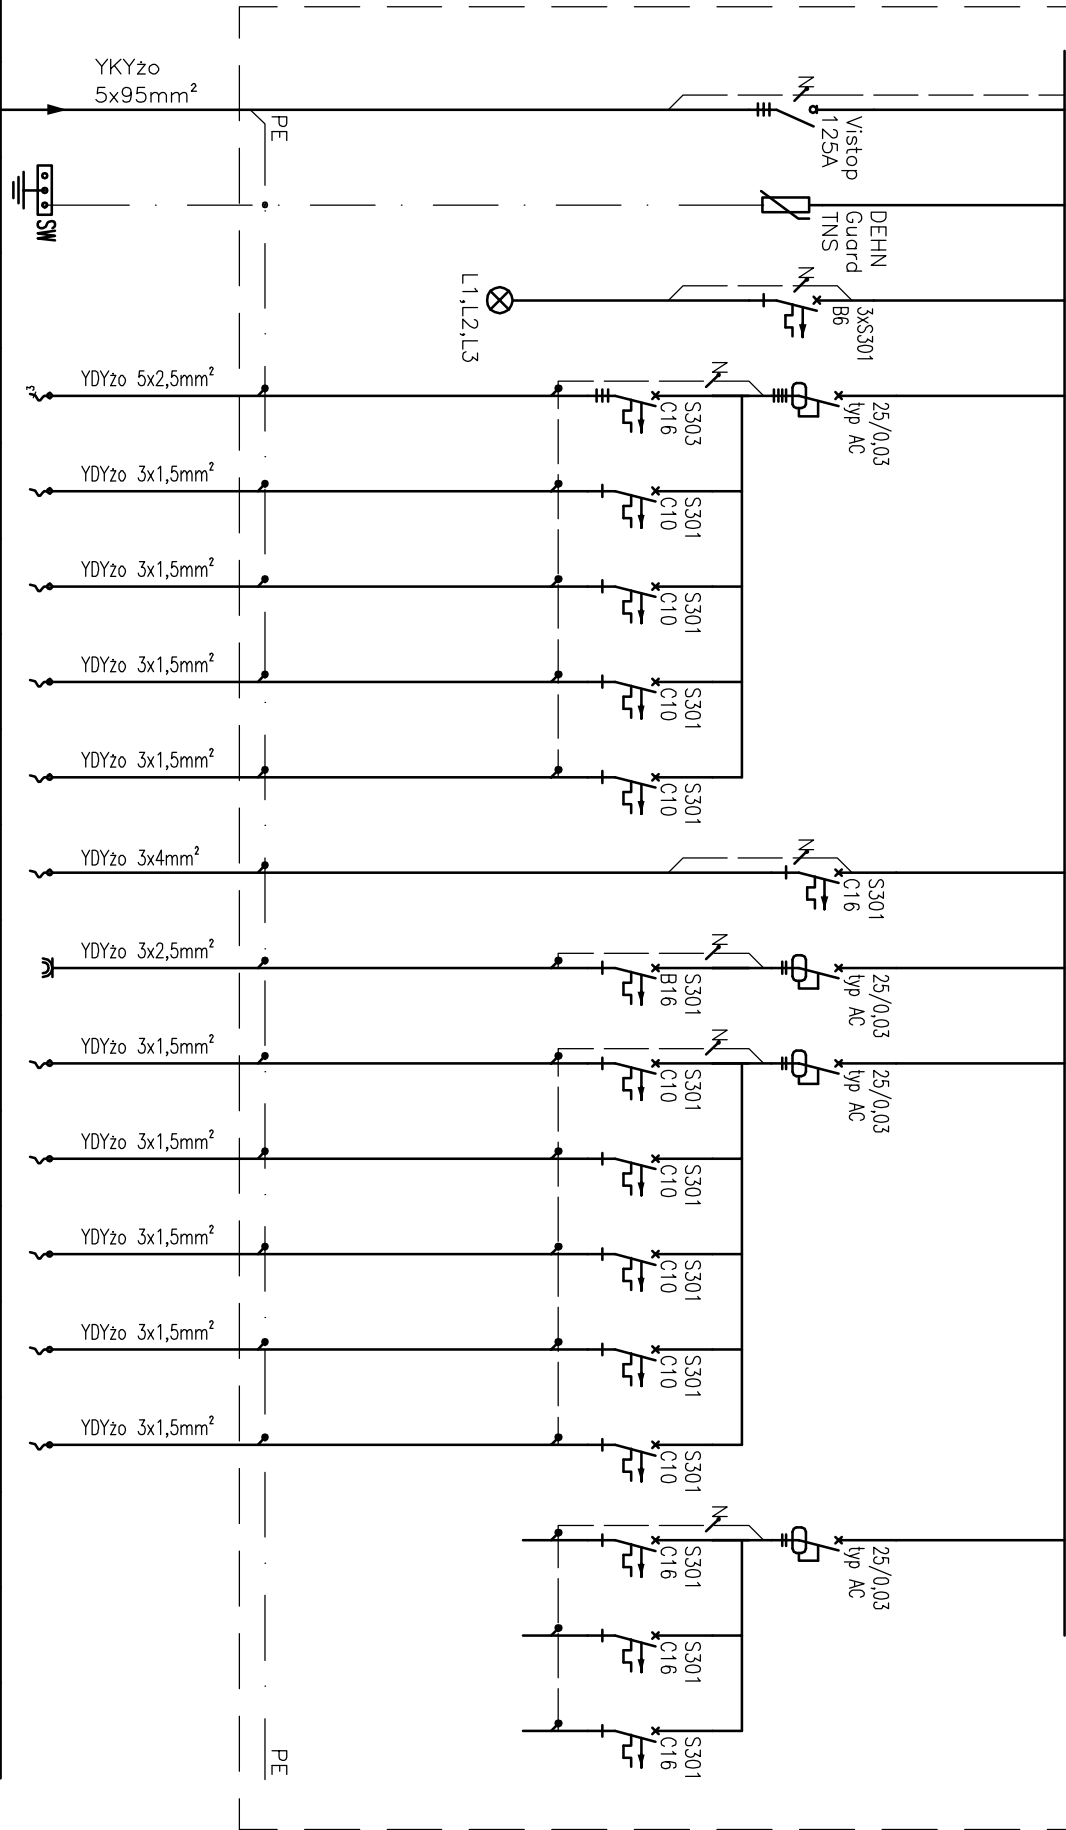 YKYżo
5x95mm²
PE
N
Vistop
125A
SW
DEHN
Guard
TNS
L1,L2,L3
N
3xS301
B6
YDYżo 5x2,5mm²
3
S303
C16
N
25/0,03
typ AC
YDYżo 3x1,5mm²
S301
C10
YDYżo 3x1,5mm²
S301
C10
YDYżo 3x1,5mm²
S301
C10
YDYżo 3x1,5mm²
S301
C10
YDYżo 3x4mm²
N
S301
C16
YDYżo 3x2,5mm²
S301
B16
N
25/0,03
typ AC
YDYżo 3x1,5mm²
S301
C10
N
25/0,03
typ AC
YDYżo 3x1,5mm²
S301
C10
YDYżo 3x1,5mm²
S301
C10
YDYżo 3x1,5mm²
S301
C10
YDYżo 3x1,5mm²
S301
C10
S301
C16
N
25/0,03
typ AC
S301
C16
S301
C16
PE